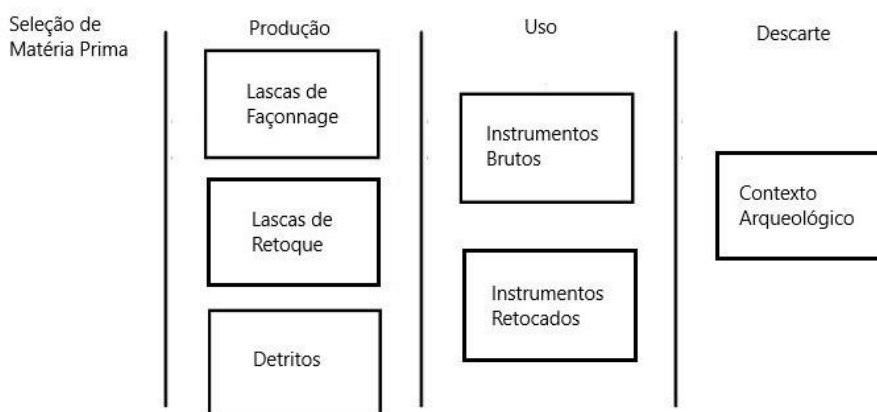 Seleção de
Matéria Prima
Produção
Lascas de
Façonnage
Lascas de
Retoque
Detritos
Uso
Instrumentos
Brutos
Instrumentos
Retocados
Descarte
Contexto
Arqueológico